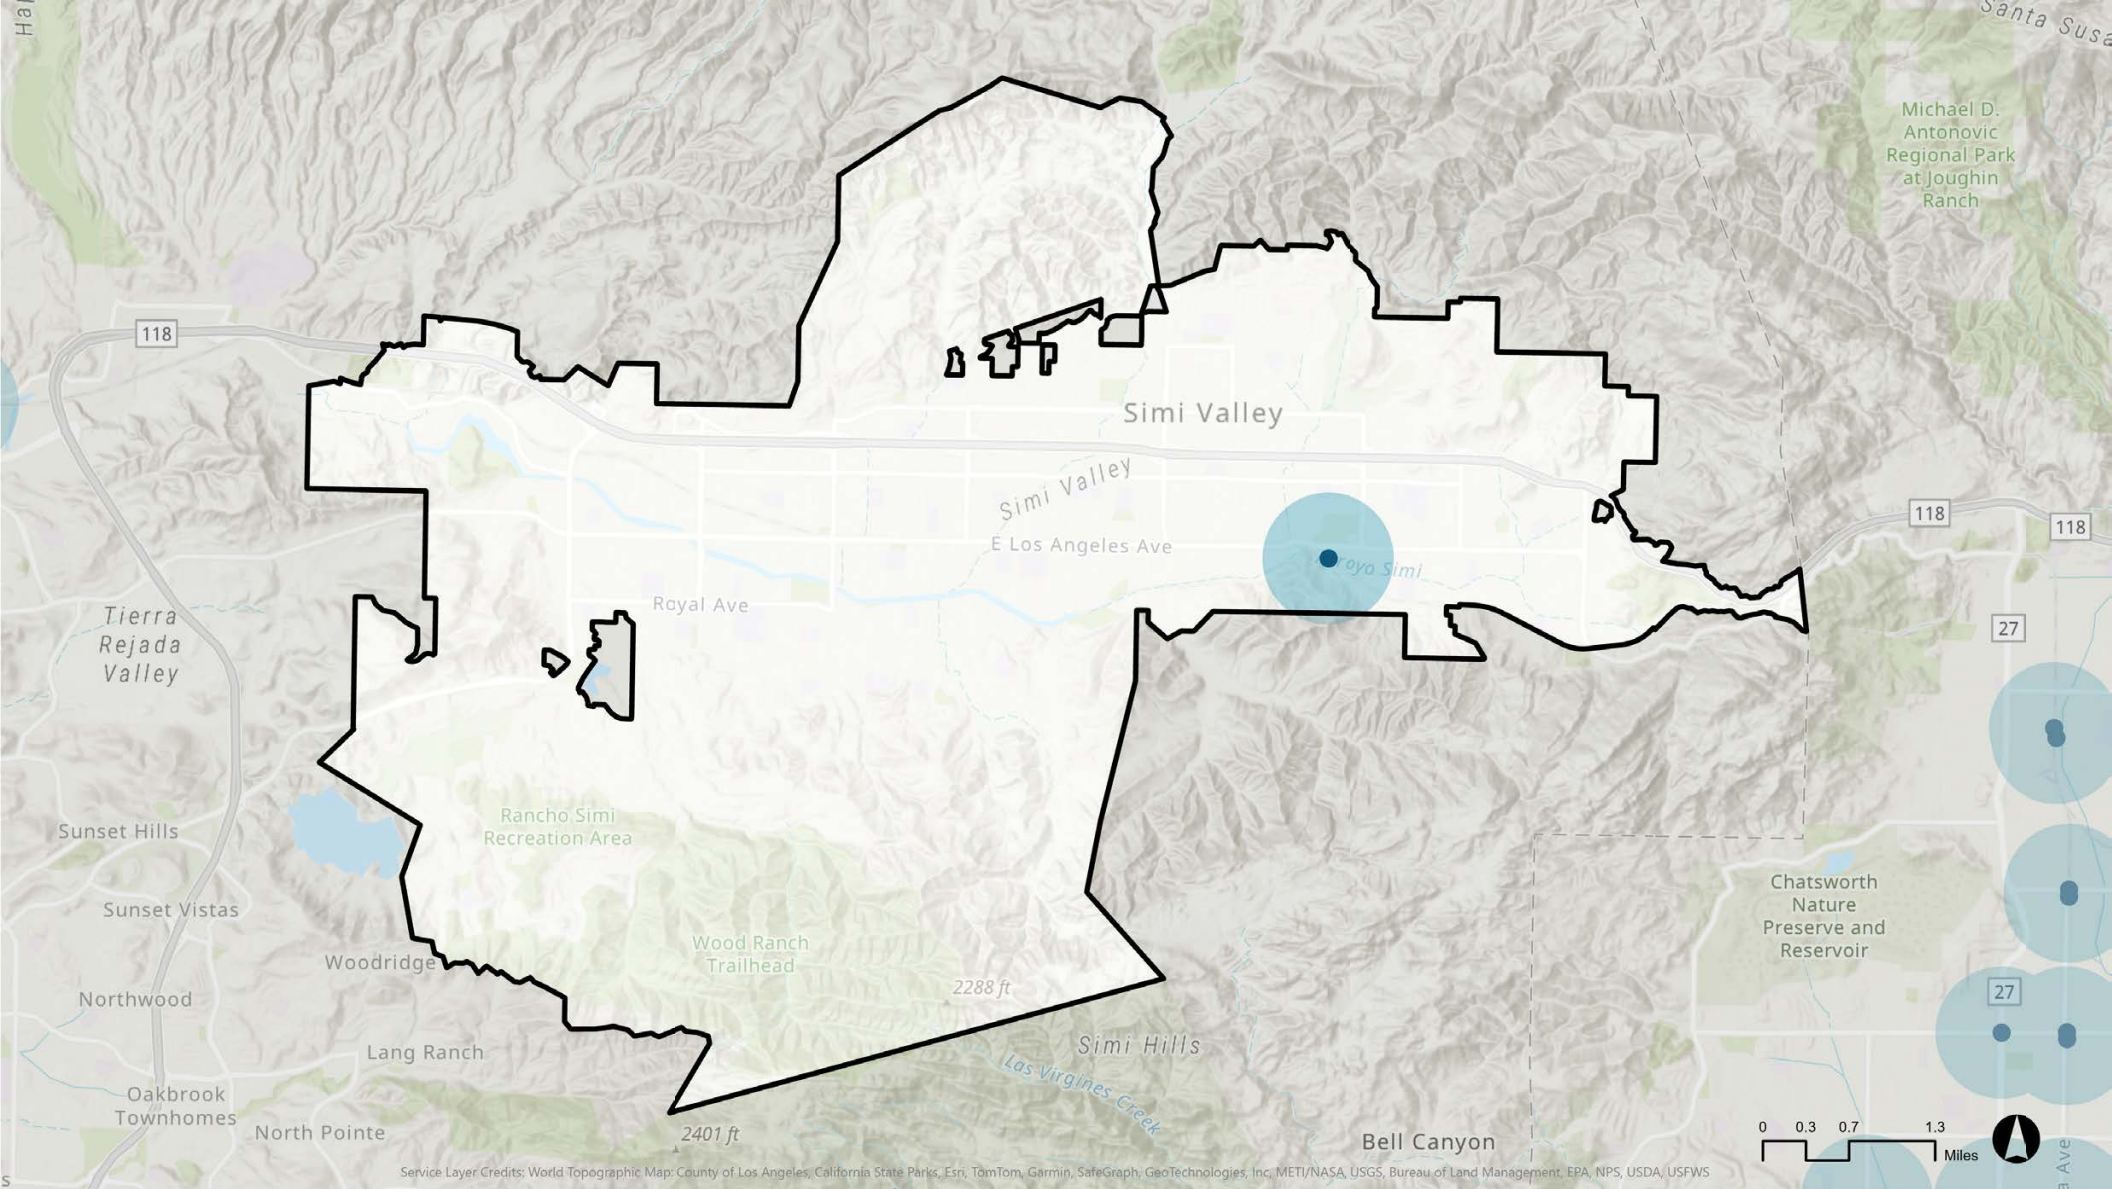 Santa Susa
Michael D.
Antonovic
Regional Park
at Joughin
Ranch
118
Simi Valley
Simi Valley
118
118
E Los Angeles Ave
Arroyo Simi
Royal Ave
Tierra
Rejada
Valley
27
Rancho Simi
Recreation Area
Sunset Hills
Chatsworth
Nature
Preserve and
Reservoir
Sunset Vistas
Wood Ranch
Trailhead
Woodridge
2288 ft
27
Northwood
Simi Hills
Lang Ranch
Las Virgines Creek
Oakbrook
Townhomes
North Pointe
2401 ft
Bell Canyon
0 0.3 0.7 1.3
Miles
Service Layer Credits: World Topographic Map: County of Los Angeles, California State Parks, Esri, TomTom, Garmin, SafeGraph, GeoTechnologies, Inc, METI/NASA, USGS, Bureau of Land Management, EPA, NPS, USDA, USFWS